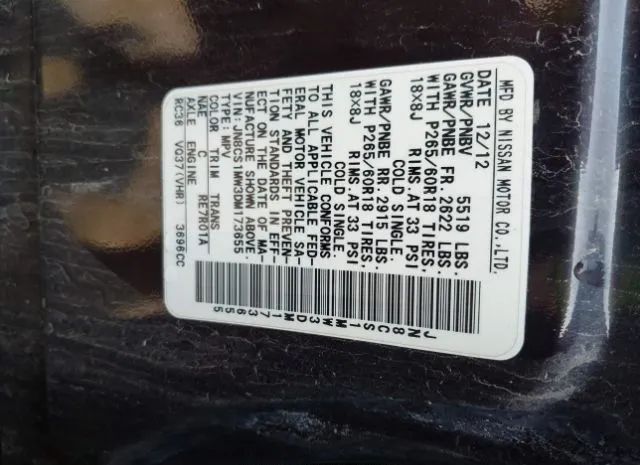 MFD BY NISSAN MOTOR CO.,LTD.
DATE 12/12
GVWR/PNBV 5519 LBS.
GAWR/PNBE FR. 2622 LBS.
WITH P265/60R18 TIRES,
18X8J RIMS.AT 33 PSI
COLD SINGLE.
GAWR/PNBE RR. 2915 LBS.
WITH P265/60R18 TIRES,
18X8J RIMS.AT 33 PSI
COLD SINGLE.
THIS VEHICLE CONFORMS
TO ALL APPLICABLE FED-
ERAL MOTOR VEHICLE SA-
FETY AND THEFT PREVEN-
TION STANDARDS IN EFF-
ECT ON THE DATE OF MA-
NUFACTURE SHOWN ABOVE.
TYPE: MPV
VIN: JN8CS1MW3DM173655
COLOR TRIM TRANS
NAE C RE7R01A
AXLE ENGINE
RC36 VQ37(VHR) 3696CC
JN8CS1MW3DM173655